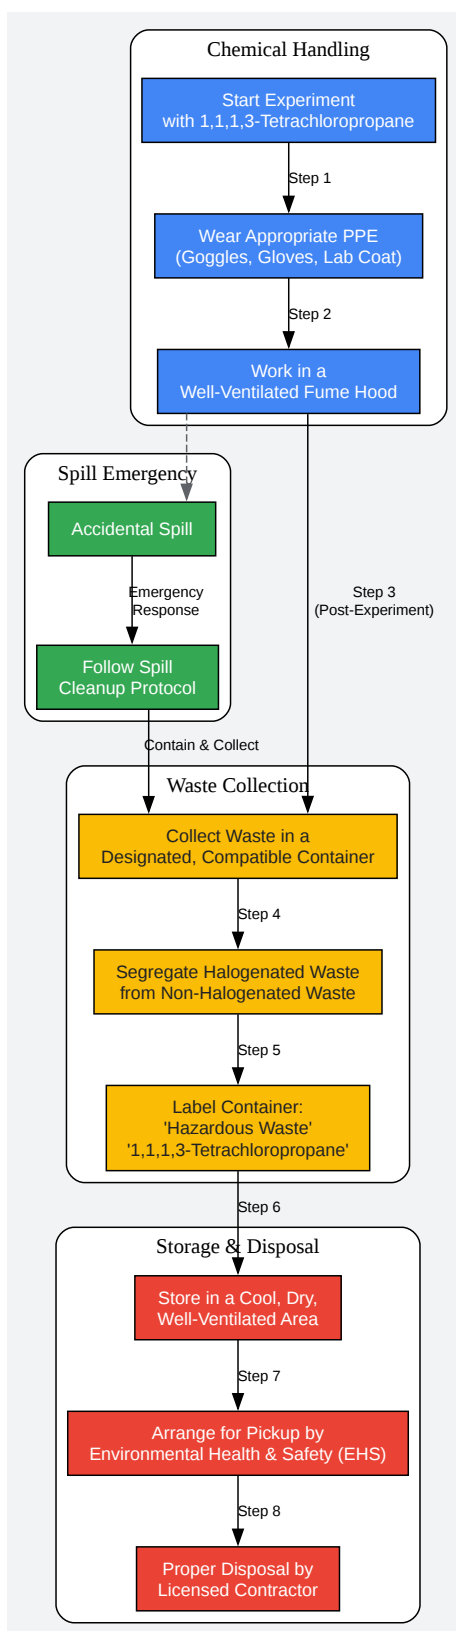 Chemical Handling
Start Experiment
with 1,1,1,3-Tetrachloropropane
Step 1
Wear Appropriate PPE
(Goggles, Gloves, Lab Coat)
Step 2
Work in a
Well-Ventilated Fume Hood
Spill Emergency
Accidental Spill
Emergency
Response
Step 3
(Post-Experiment)
Follow Spill
Cleanup Protocol
Contain & Collect
Waste Collection
Collect Waste in a
Designated, Compatible Container
Step 4
Segregate Halogenated Waste
from Non-Halogenated Waste
Step 5
Label Container:
'Hazardous Waste'
'1,1,1,3-Tetrachloropropane'
Step 6
Storage & Disposal
Store in a Cool, Dry,
Well-Ventilated Area
Step 7
Arrange for Pickup by
Environmental Health & Safety (EHS)
Step 8
Proper Disposal by
Licensed Contractor